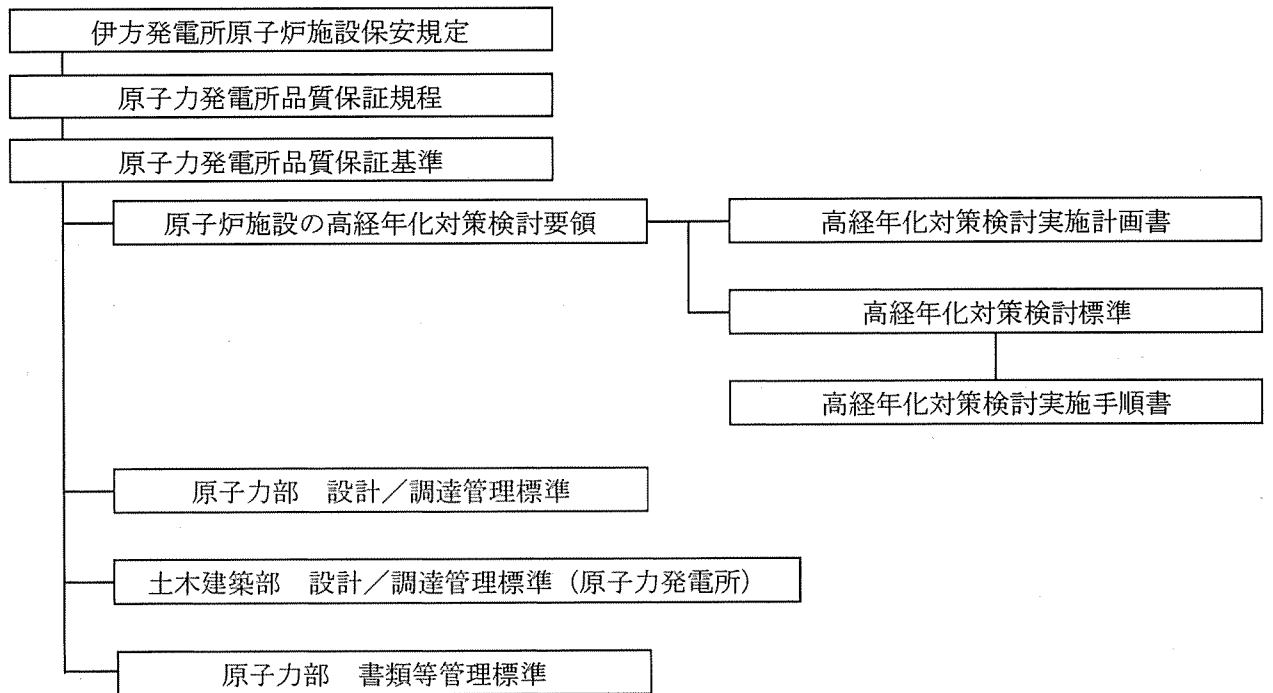 伊方発電所原子炉施設保安規定
原子力発電所品質保証規程
原子力発電所品質保証基準
原子炉施設の高経年化対策検討要領
高経年化対策検討実施計画書
高経年化対策検討標準
高経年化対策検討実施手順書
原子力部　設計／調達管理標準
土木建築部　設計／調達管理標準（原子力発電所）
原子力部　書類等管理標準